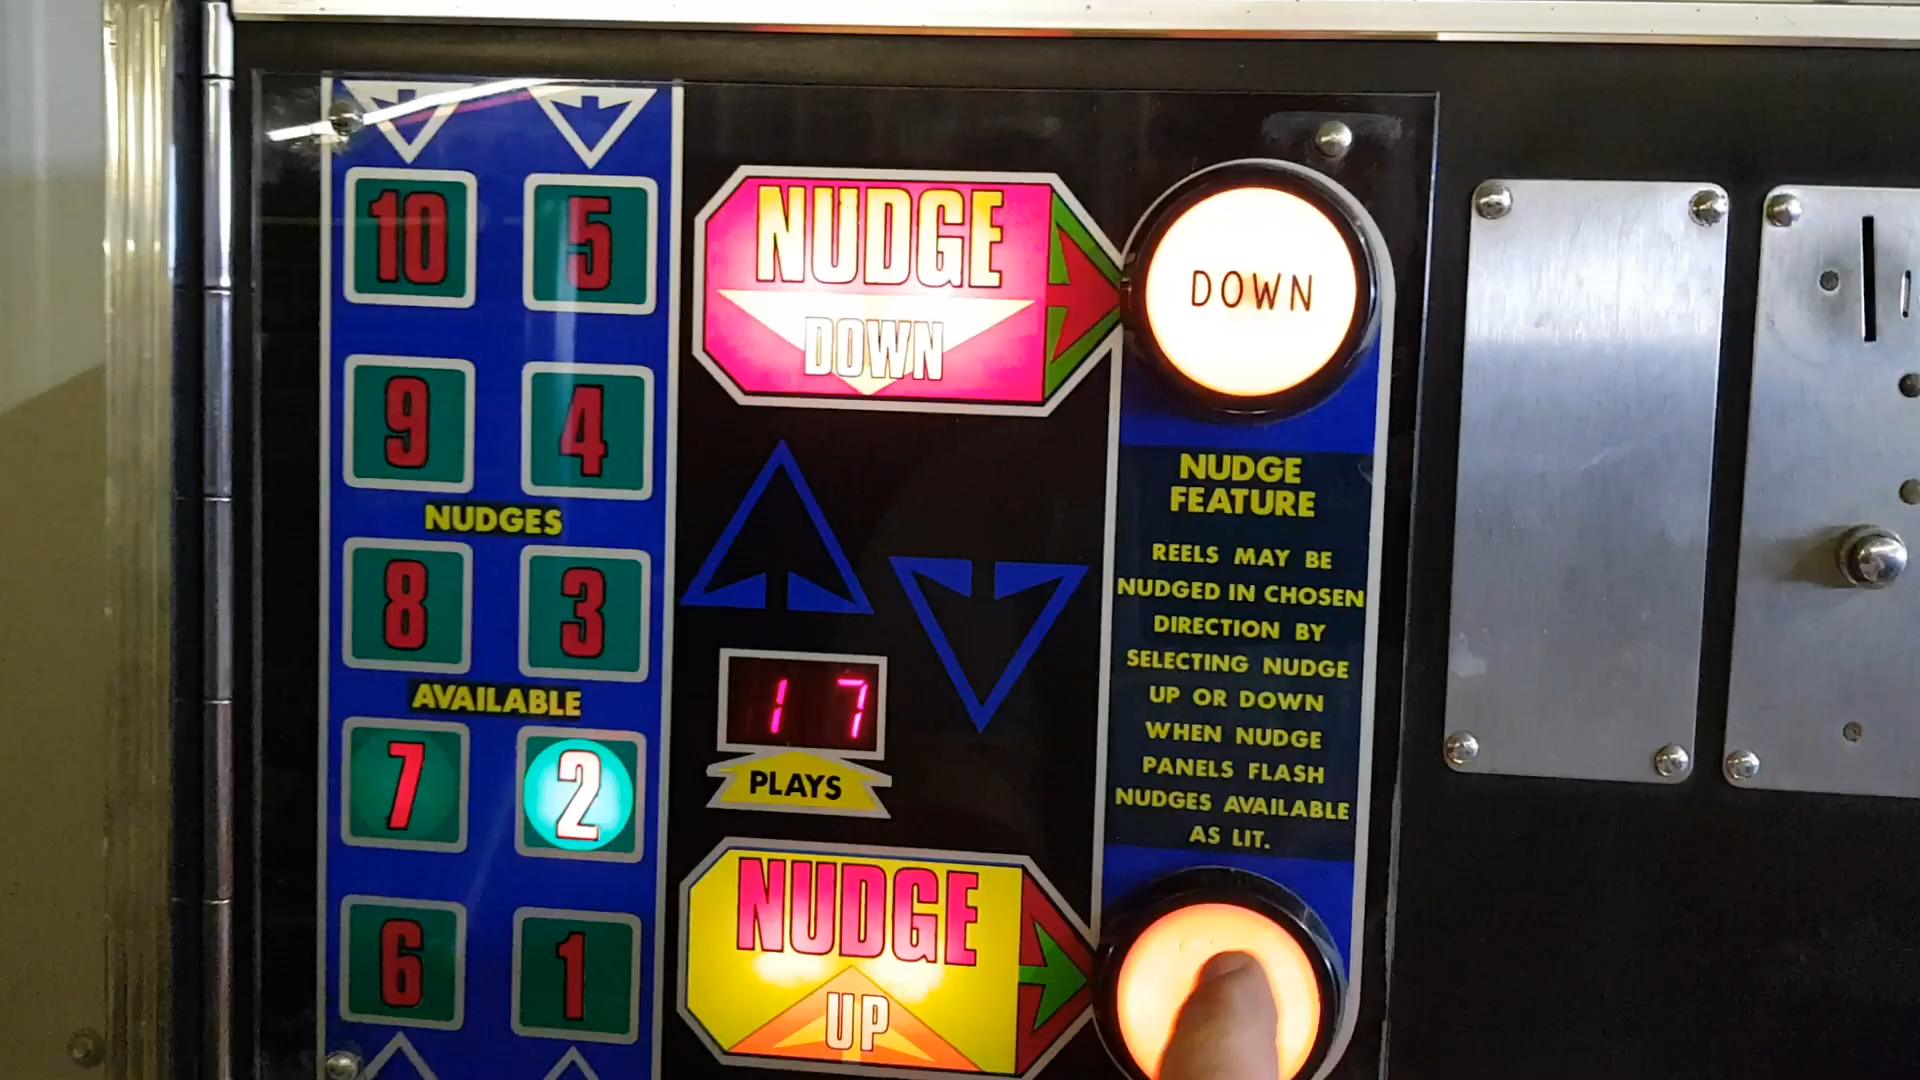 10 5
9 4
NUDGES
8 3
AVAILABLE
7 2
6 1
NUDGE
DOWN
17
PLAYS
NUDGE
UP
DOWN
NUDGE
FEATURE
REELS MAY BE
NUDGED IN CHOSEN
DIRECTION BY
SELECTING NUDGE
UP OR DOWN
WHEN NUDGE
PANELS FLASH
NUDGES AVAILABLE
AS LIT.